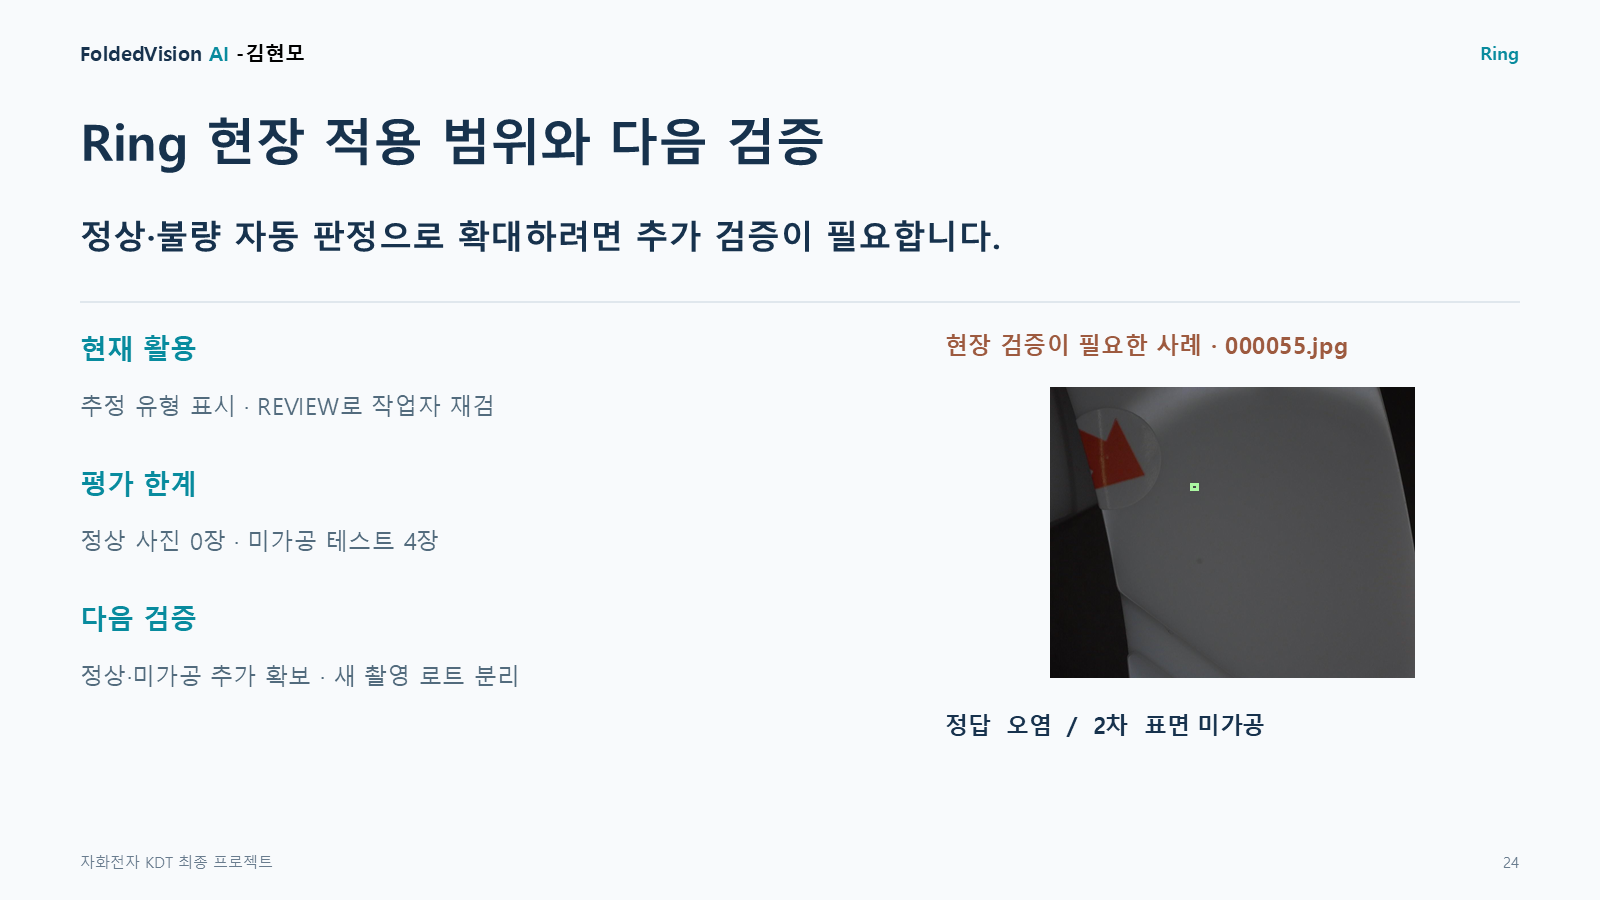 FoldedVision AI -김현모
Ring
Ring 현장 적용 범위와 다음 검증
정상·불량 자동 판정으로 확대하려면 추가 검증이 필요합니다.
현재 활용
추정 유형 표시 · REVIEW로 작업자 재검
평가 한계
정상 사진 0장 · 미가공 테스트 4장
다음 검증
정상·미가공 추가 확보 · 새 촬영 로트 분리
현장 검증이 필요한 사례 · 000055.jpg
정답 오염 / 2차 표면 미가공
자화전자 KDT 최종 프로젝트
24